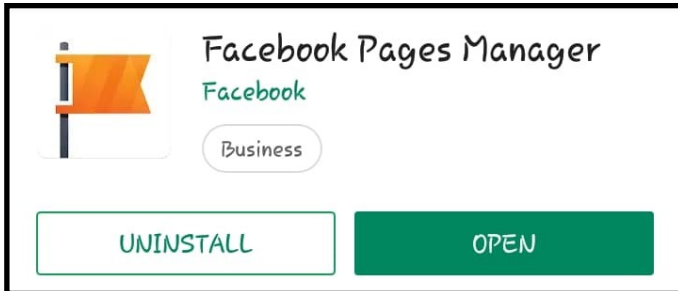 Facebook Pages Manager
Facebook
Business
UNINSTALL
OPEN